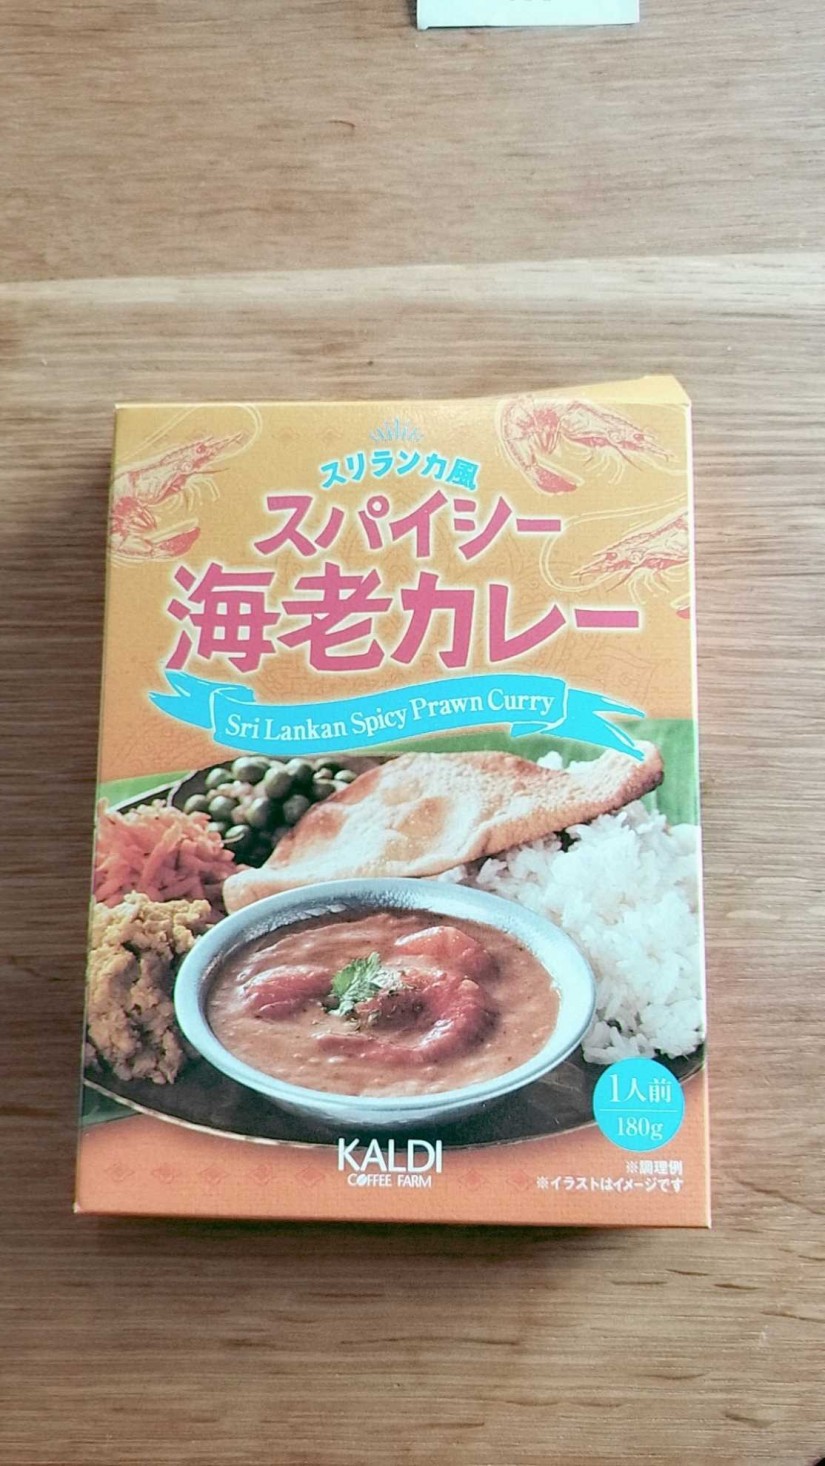 スリランカ風
スパイシー
海老カレー
Sri Lankan Spicy Prawn Curry
1人前
180g
KALDI
COFFEE FARM
※調理例
※イラストはイメージです